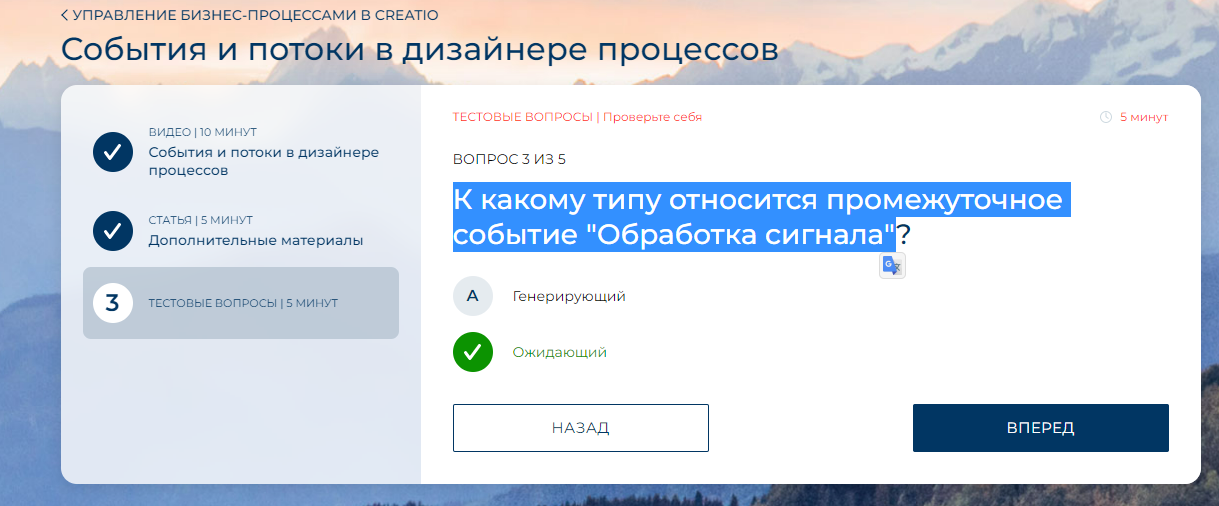 УПРАВЛЕНИЕ БИЗНЕС-ПРОЦЕССАМИ В CREATIO
События и потоки в дизайнере процессов
ВИДЕО | 10 МИНУТ
События и потоки в дизайнере
процессов
СТАТЬЯ | 5 МИНУТ
Дополнительные материалы
3
ТЕСТОВЫЕ ВОПРОСЫ | 5 МИНУТ
ТЕСТОВЫЕ ВОПРОСЫ | Проверьте себя
5 минут
ВОПРОС 3 ИЗ 5
К какому типу относится промежуточное
событие "Обработка сигнала"?
A Генерирующий
Ожидающий
НАЗАД
ВПЕРЕД